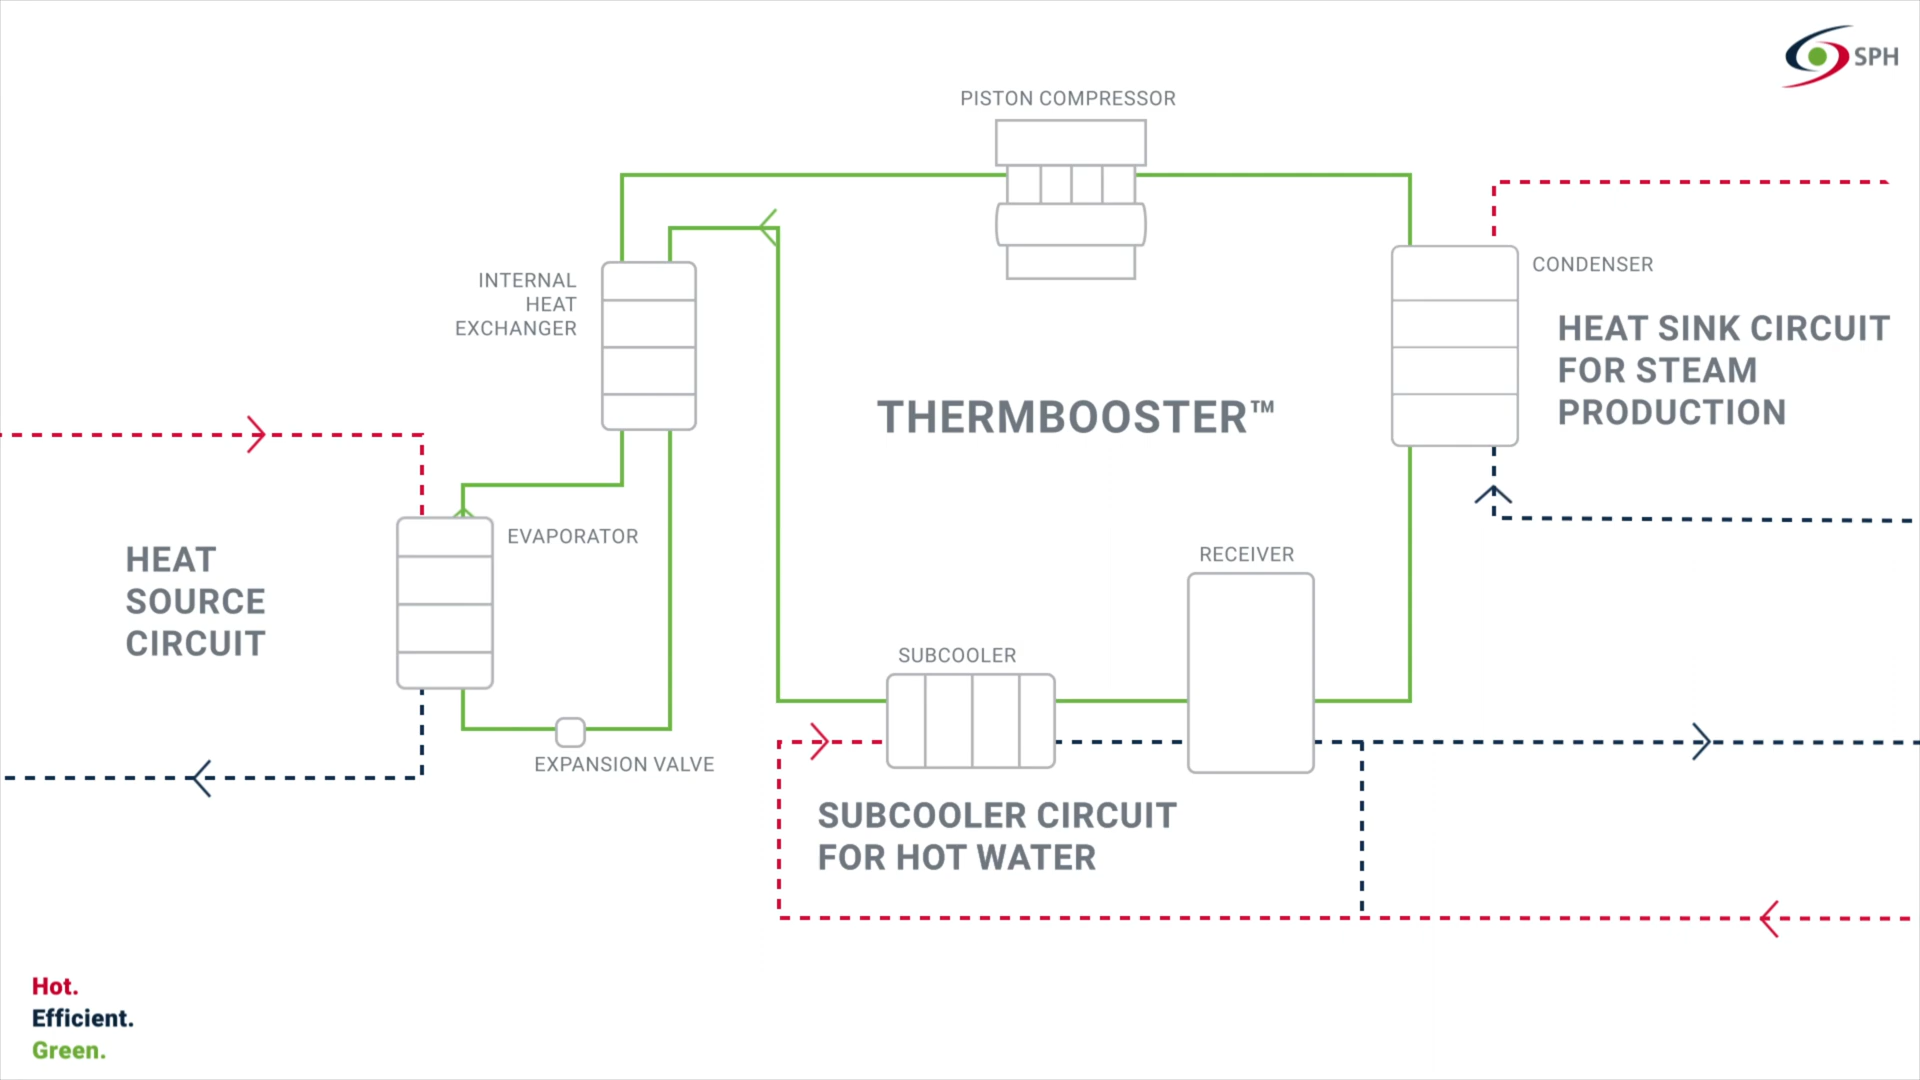 SPH
PISTON COMPRESSOR
INTERNAL
HEAT
EXCHANGER
CONDENSER
HEAT SINK CIRCUIT
FOR STEAM
PRODUCTION
THERMBOOSTER™
EVAPORATOR
HEAT
SOURCE
CIRCUIT
RECEIVER
SUBCOOLER
EXPANSION VALVE
SUBCOOLER CIRCUIT
FOR HOT WATER
Hot.
Efficient.
Green.